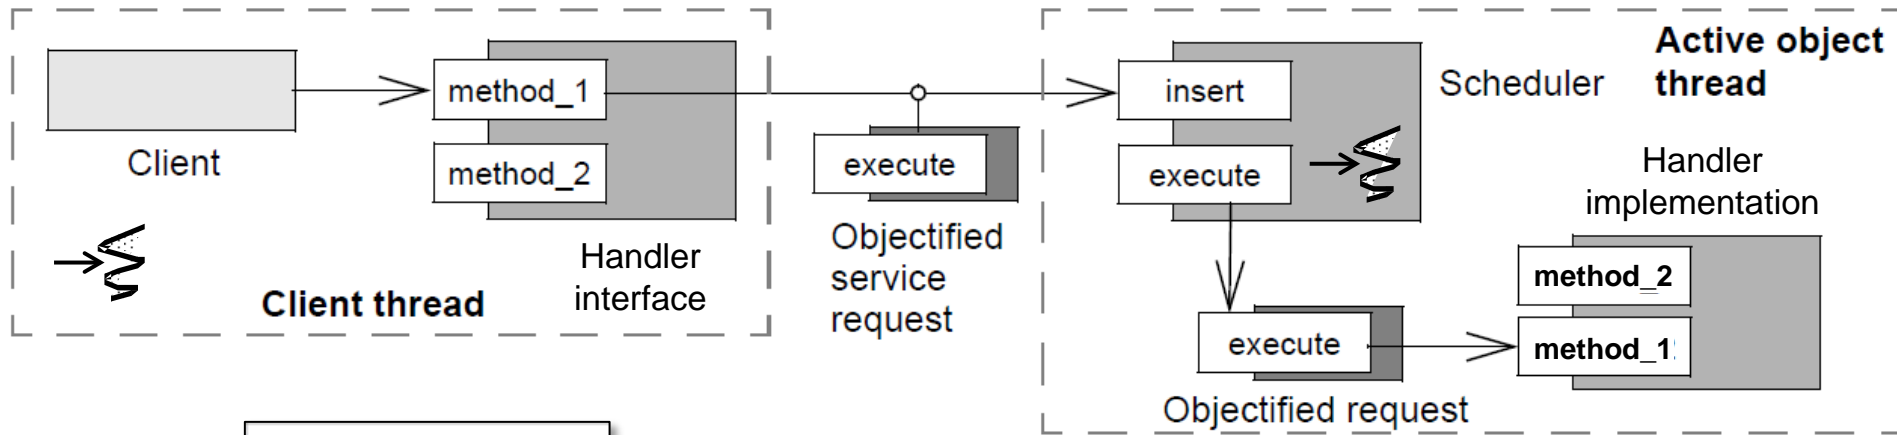 method_1
method_2
Client
Handler
interface
Client thread
execute
Objectified
service
request
insert
execute
Scheduler
Active object
thread
Handler
implementation
method_2
method_1
execute
Objectified request